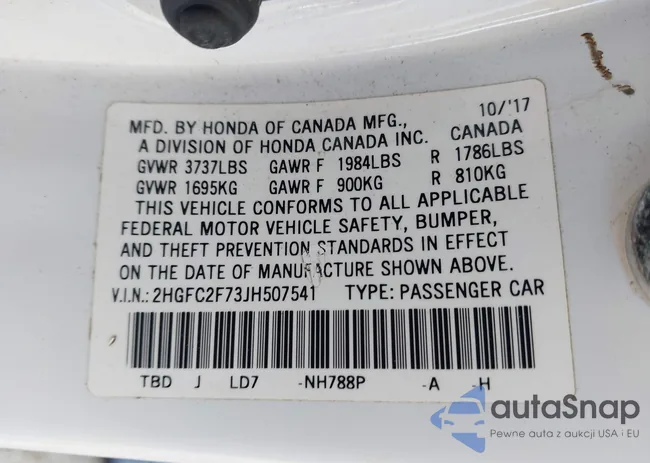 10/'17
MFD. BY HONDA OF CANADA MFG., CANADA
A DIVISION OF HONDA CANADA INC.
GVWR 3737LBS GAWR F 1984LBS R 1786LBS
GVWR 1695KG GAWR F 900KG R 810KG
THIS VEHICLE CONFORMS TO ALL APPLICABLE
FEDERAL MOTOR VEHICLE SAFETY, BUMPER,
AND THEFT PREVENTION STANDARDS IN EFFECT
ON THE DATE OF MANUFACTURE SHOWN ABOVE.
V.I.N.: 2HGFC2F73JH507541 TYPE: PASSENGER CAR
TBD J LD7 -NH788P -A -H
autaSnap
Pewne auta z aukcji USA i EU